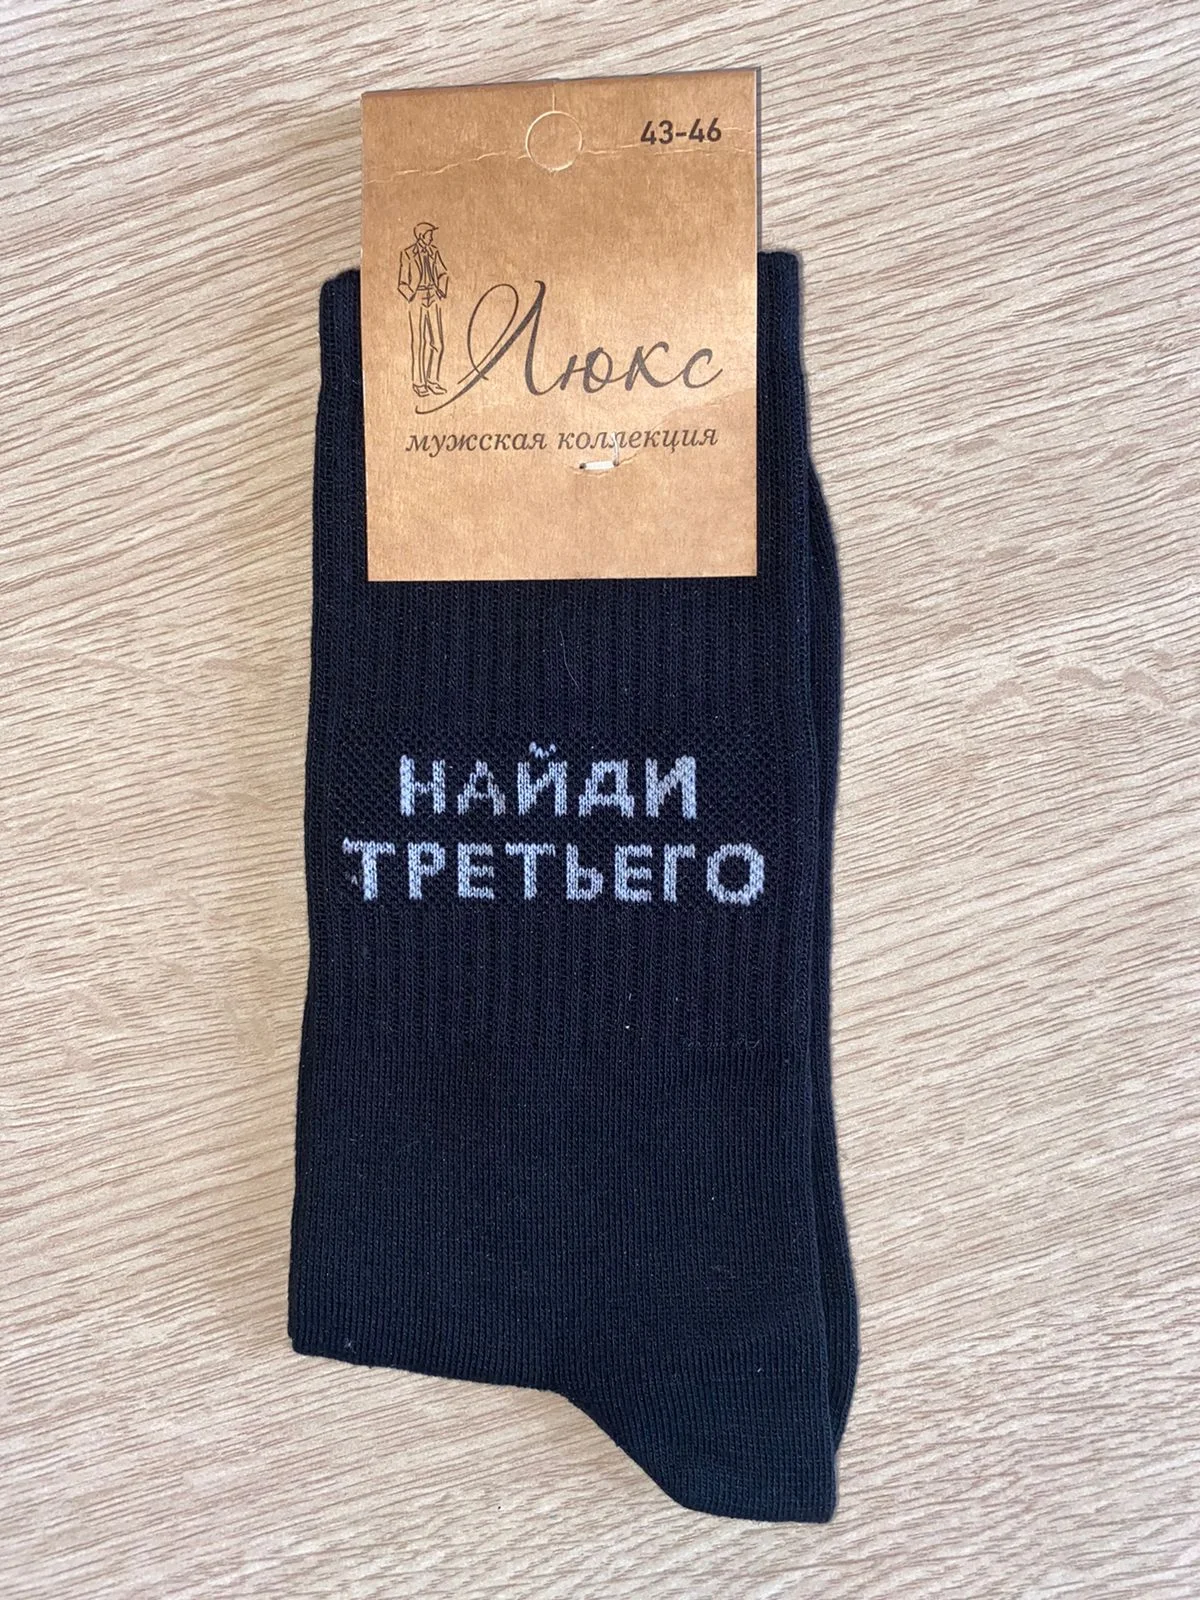 43-46
Люкс
мужская коллекция
НАЙДИ
ТРЕТЬЕГО